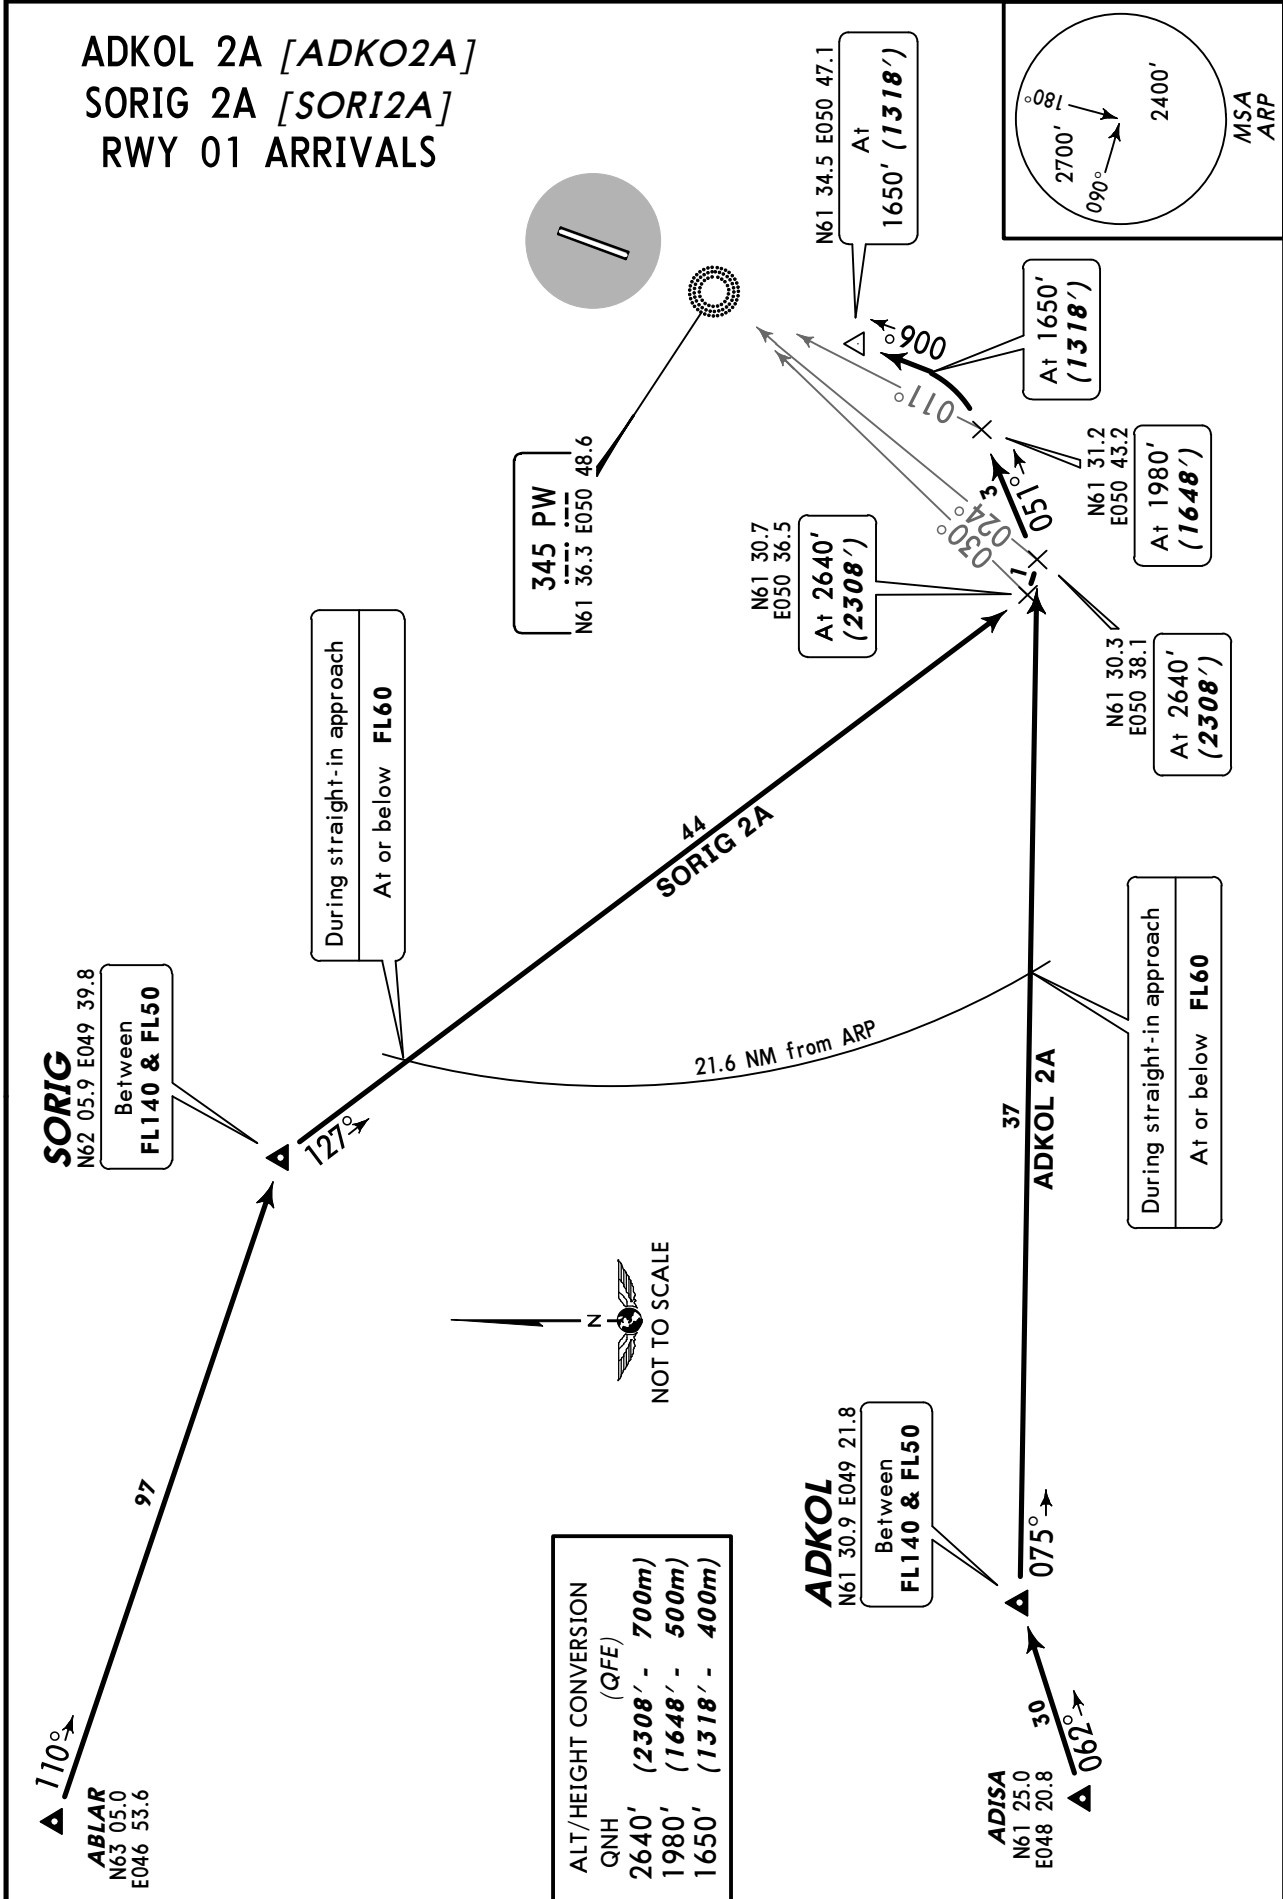 ADKOL 2A [ADKO2A]
SORIG 2A [SORI2A]
RWY 01 ARRIVALS
MSA
ARP
2700'
2400'
180°
090°
N61 34.5 E050 47.1
At
1650' (1318')
006°
At 1650'
(1318')
011°
N61 31.2
E050 43.2
At 1980'
(1648')
051°
3
024°
030°
1
345 PW
N61 36.3 E050 48.6
N61 30.7
E050 36.5
At 2640'
(2308')
N61 30.3
E050 38.1
At 2640'
(2308')
During straight-in approach
At or below FL60
44
SORIG 2A
SORIG
N62 05.9 E049 39.8
Between
FL140 & FL50
127°
21.6 NM from ARP
During straight-in approach
At or below FL60
37
ADKOL 2A
N
NOT TO SCALE
97
110°
ABLAR
N63 05.0
E046 53.6
ADKOL
N61 30.9 E049 21.8
Between
FL140 & FL50
075°
30
062°
ADISA
N61 25.0
E048 20.8
ALT/HEIGHT CONVERSION
QNH (QFE)
2640' (2308' - 700m)
1980' (1648' - 500m)
1650' (1318' - 400m)